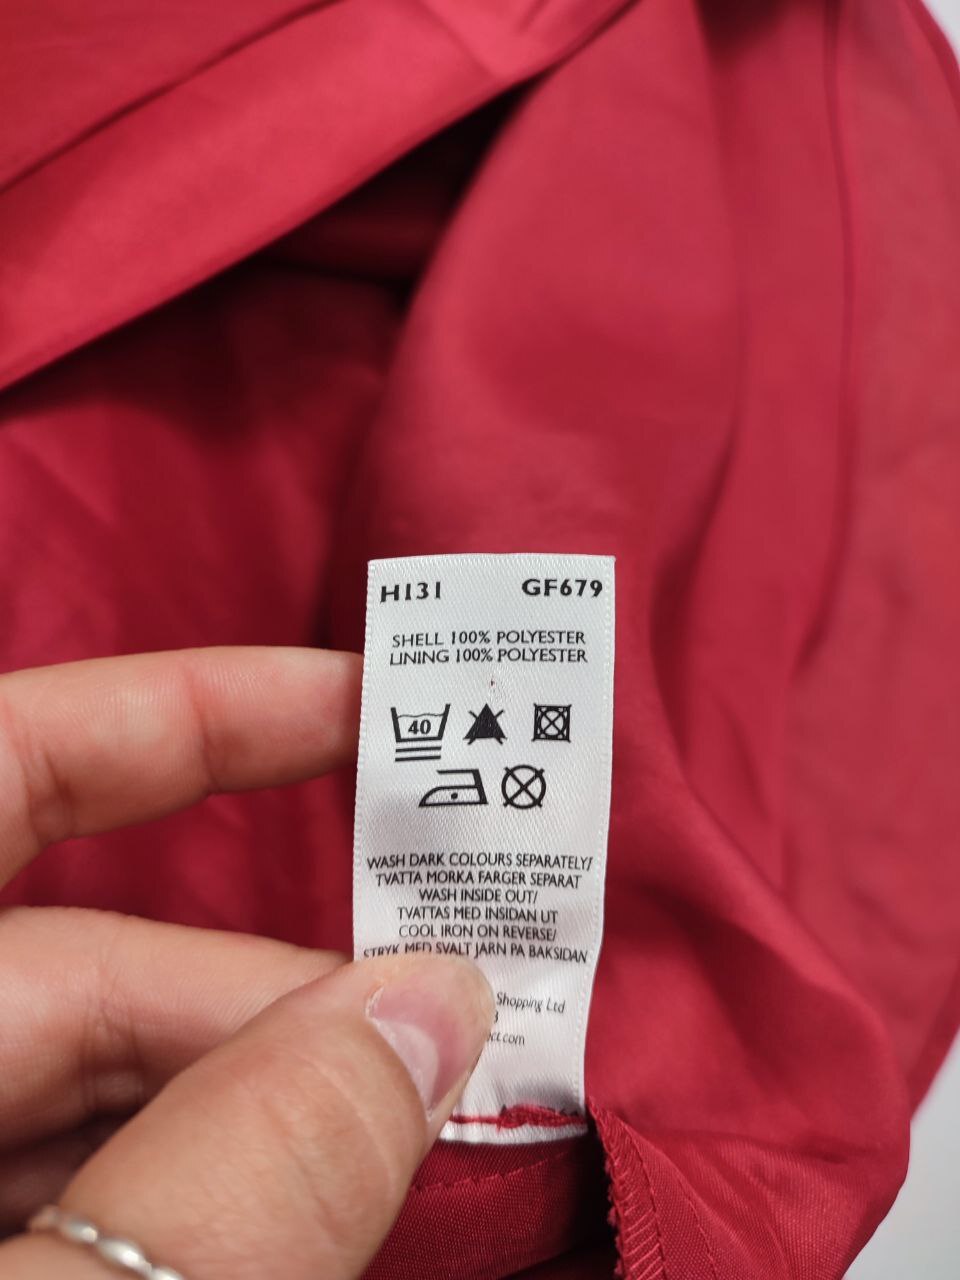 H131 GF679
SHELL 100% POLYESTER
LINING 100% POLYESTER
40
WASH DARK COLOURS SEPARATELY/
TVATTA MORKA FARGER SEPARAT
WASH INSIDE OUT/
TVATTAS MED INSIDAN UT
COOL IRON ON REVERSE/
STRYK MED SVALT JARN PA BAKSIDAN
Shopping Ltd